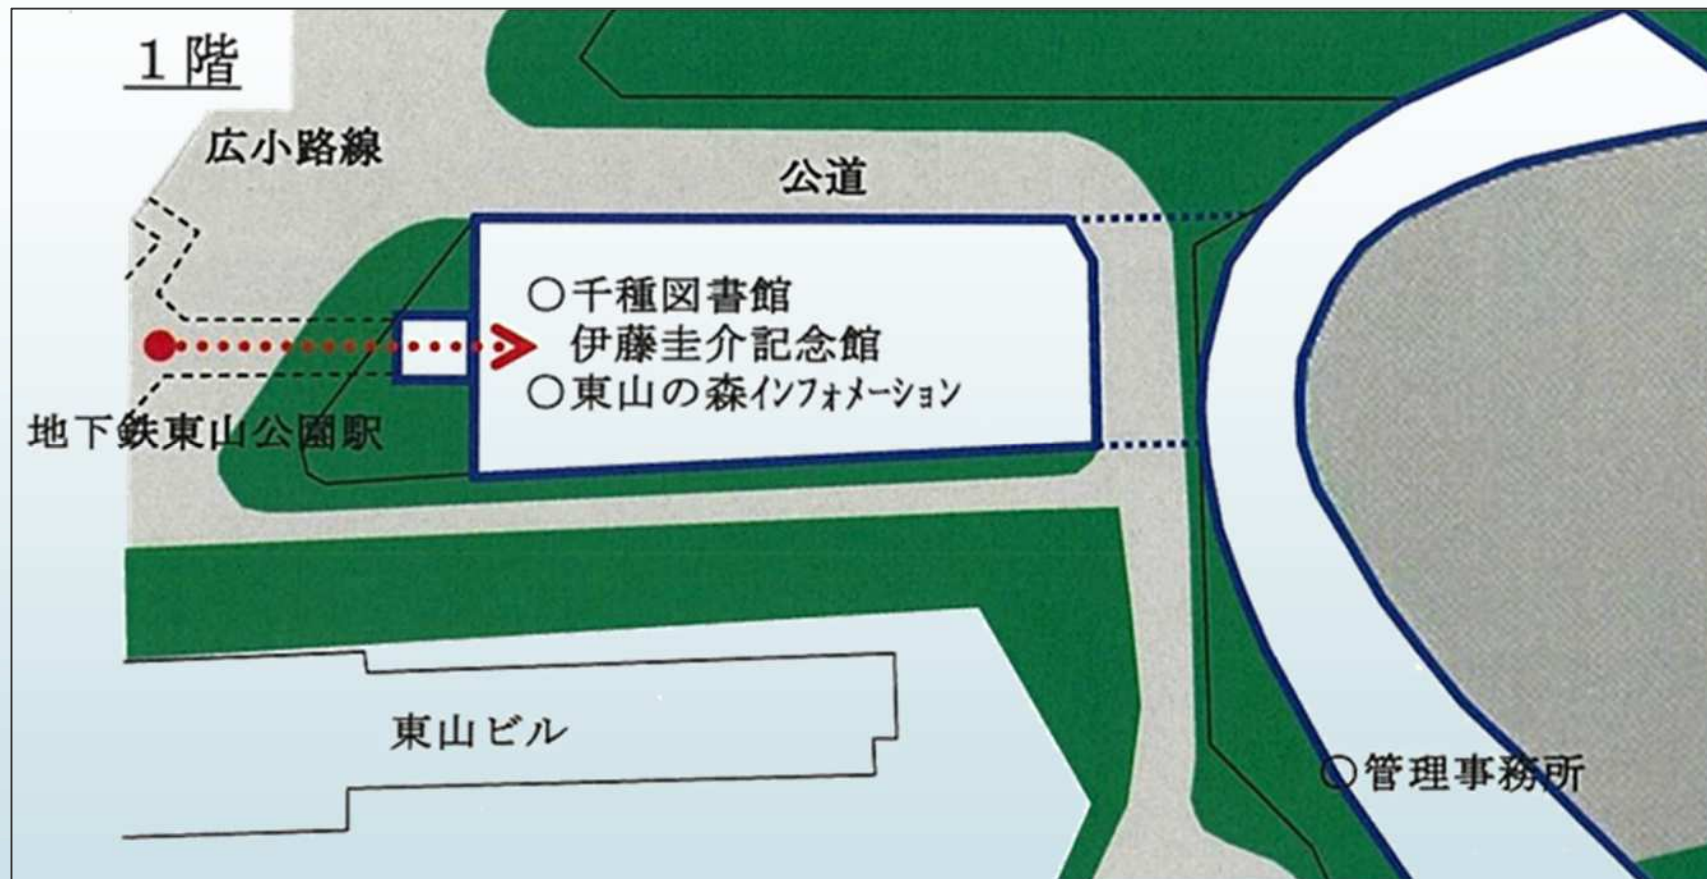 1階
広小路線
公道
○千種図書館
伊藤圭介記念館
○東山の森インフォメーション
地下鉄東山公園駅
東山ビル
○管理事務所